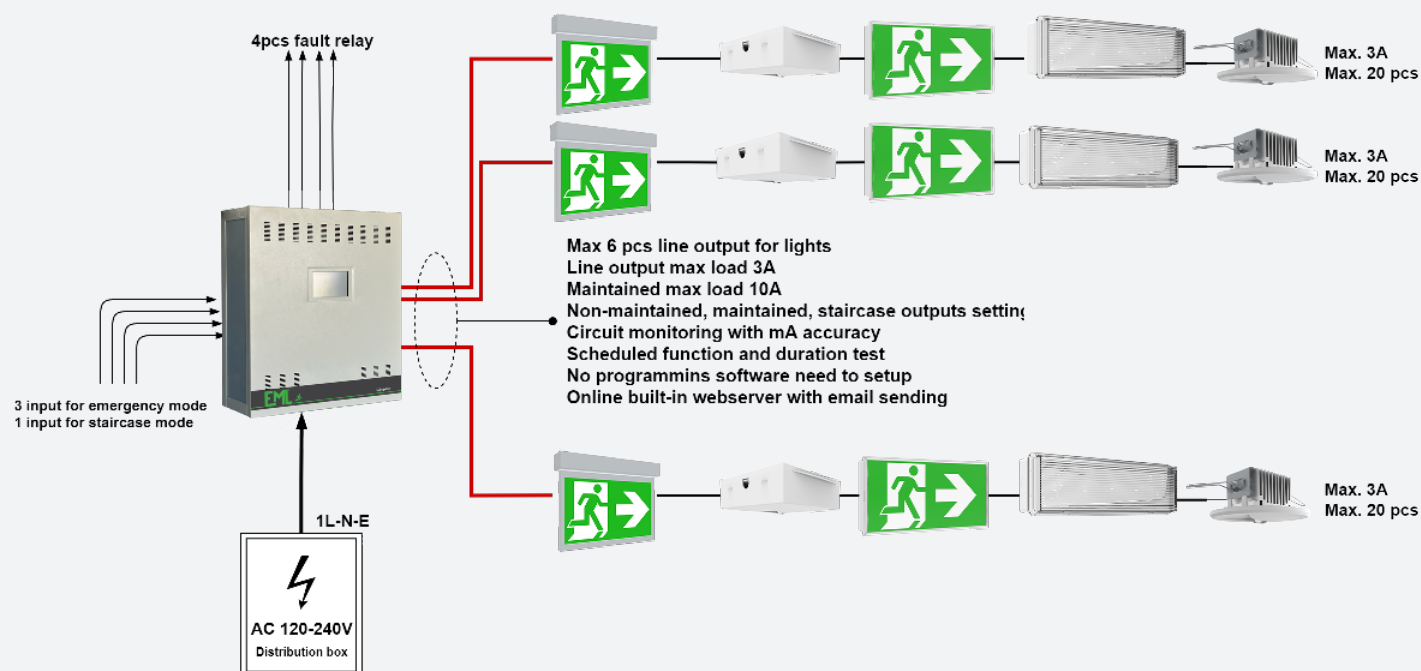 4pcs fault relay
Max. 3A
Max. 20 pcs
Max. 3A
Max. 20 pcs
Max 6 pcs line output for lights
Line output max load 3A
Maintained max load 10A
Non-maintained, maintained, staircase outputs setting
Circuit monitoring with mA accuracy
Scheduled function and duration test
No programmins software need to setup
Online built-in webserver with email sending
EML
3 input for emergency mode
1 input for staircase mode
Max. 3A
Max. 20 pcs
1L-N-E
AC 120-240V
Distribution box